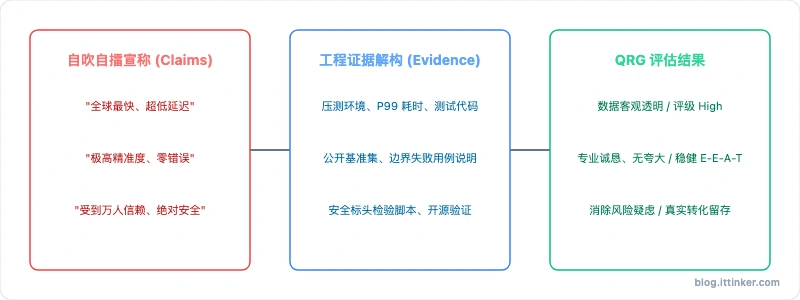 自吹自播宣称 (Claims)
"全球最快、超低延迟"
"极高精准度、零错误"
"受到万人信赖、绝对安全"
工程证据解构 (Evidence)
压测环境、P99 耗时、测试代码
公开基准集、边界失败用例说明
安全标头检验脚本、开源验证
QRG 评估结果
数据客观透明 / 评级 High
专业诚恳、无夸大 / 稳健 E-E-A-T
消除风险疑虑 / 真实转化留存
blog.ittinker.com